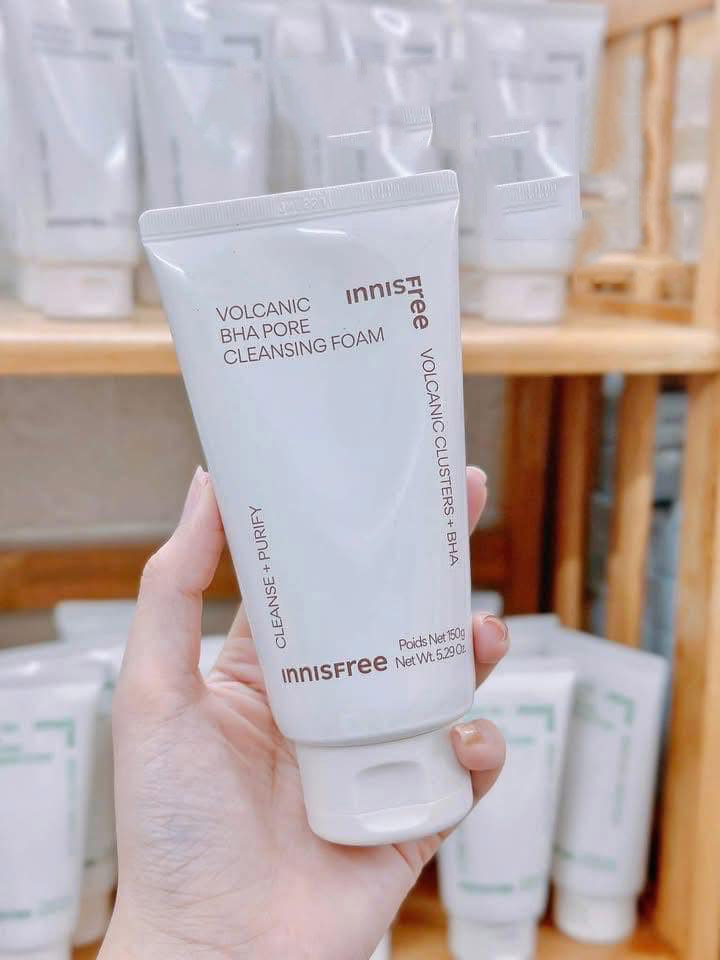 VOLCANIC
BHA PORE
CLEANSING FOAM
INNISFree
VOLCANIC CLUSTERS + BHA
CLEANSE + PURIFY
INNISFree
Poids Net 150g
Net Wt. 5.29 Oz.